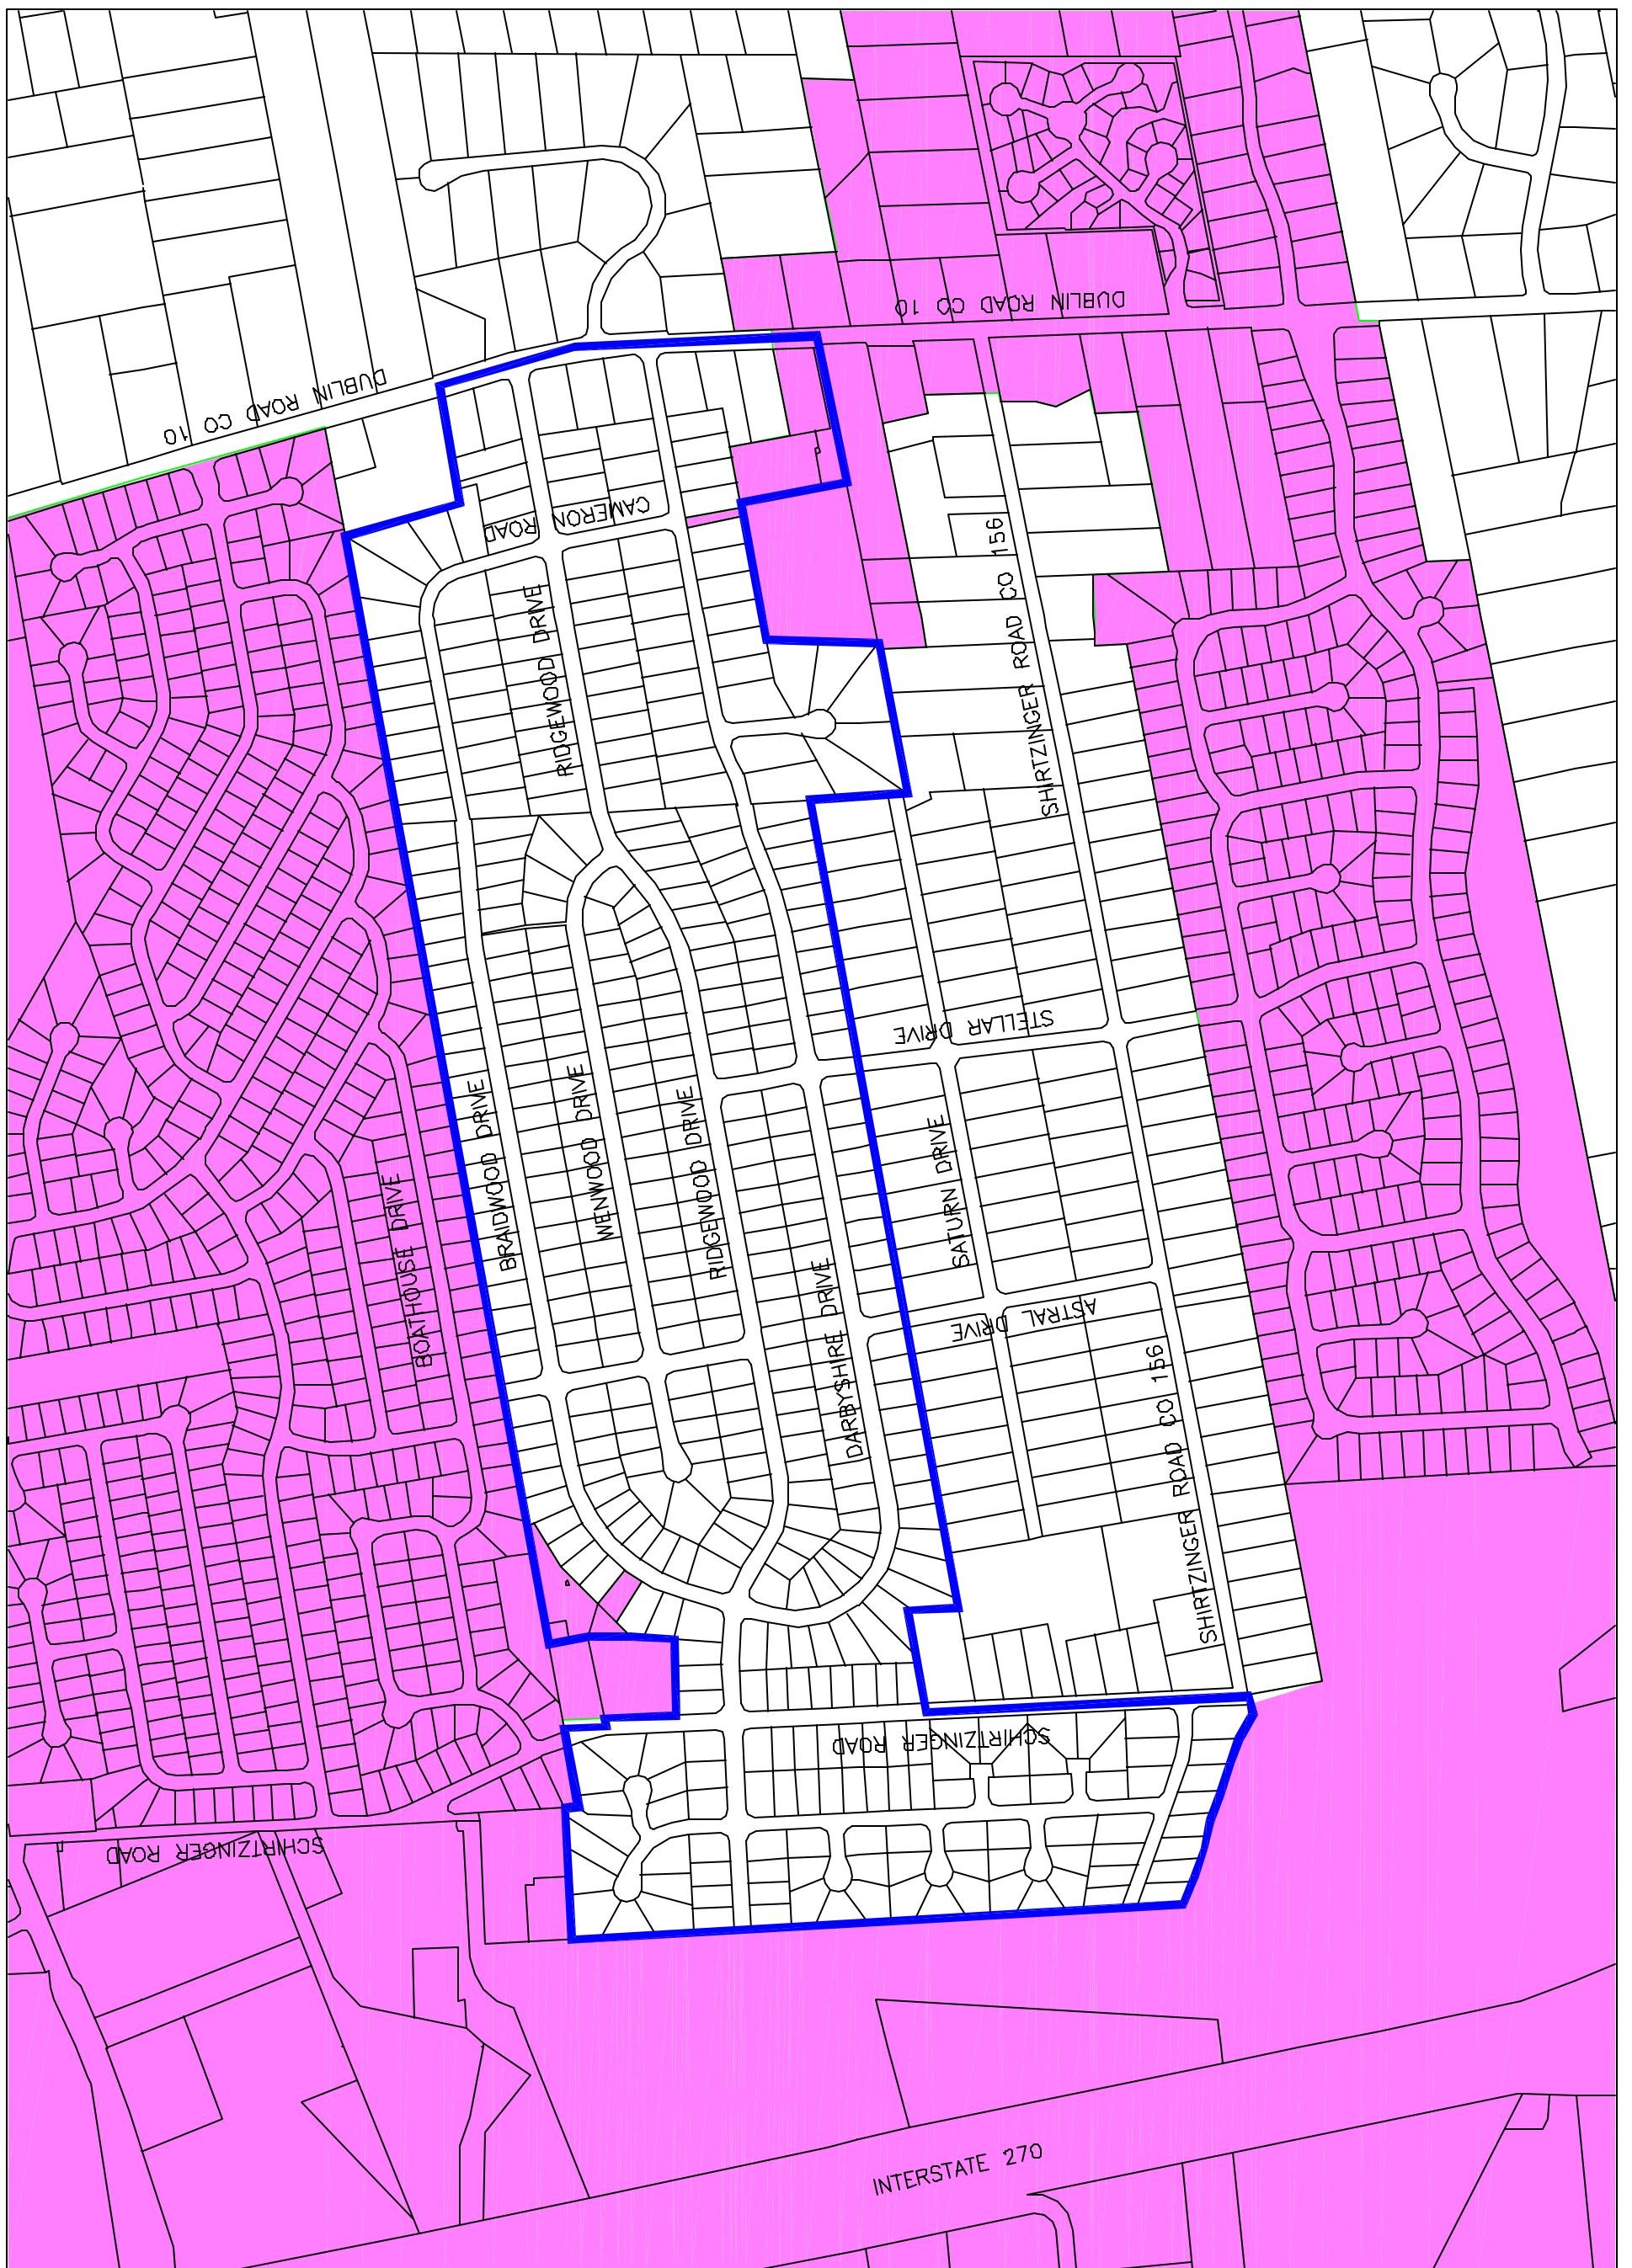 DUBLIN ROAD CO 10
DUBLIN ROAD CO 10
CAMERON ROAD
SHIRTZINGER ROAD CO 156
RIDGEWOOD DRIVE
STELLAR DRIVE
BRAIDWOOD DRIVE
WENWOOD DRIVE
RIDGEWOOD DRIVE
SATURN DRIVE
BOATHOUSE DRIVE
DARBYSHIRE DRIVE
ASTRAL DRIVE
SHIRTZINGER ROAD CO 156
SCHIRTZINGER ROAD
SCHIRTZINGER ROAD
INTERSTATE 270